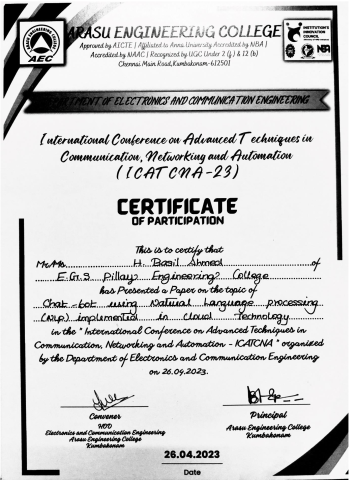 ARASU ENGINEERING COLLEGE
Approved by AICTE | Affiliated to Anna University Accredited by NBA |
Accredited by NAAC | Recognized by UGC Under 2 (f) & 12 (b)
Chennai Main Road, Kumbakonam-612501
AEC
INSTITUTION'S
INNOVATION
COUNCIL
NBA
OF ELECTRONICS AND COMMUNICATION ENGINEERING
International Conference on Advanced Techniques in
Communication, Networking and Automation
(ICATCNA-23)
CERTIFICATE
OF PARTICIPATION
This is to certify that
Mr/Ms. H. Basil Ahmed of
E.G.S Pillay Engineering College
has Presented a Paper on the topic of
Chat-bot using Natural Language processing
(NLP) implemented in cloud Technology
in the "International Conference on Advanced Techniques in
Communication, Networking and Automation - ICATCNA" organized
by the Department of Electronics and Communication Engineering
on 26.04.2023.
Convener
HOD
Electronics and Communication Engineering
Arasu Engineering College
Kumbakonam
Principal
Arasu Engineering College
Kumbakonam
26.04.2023
Date